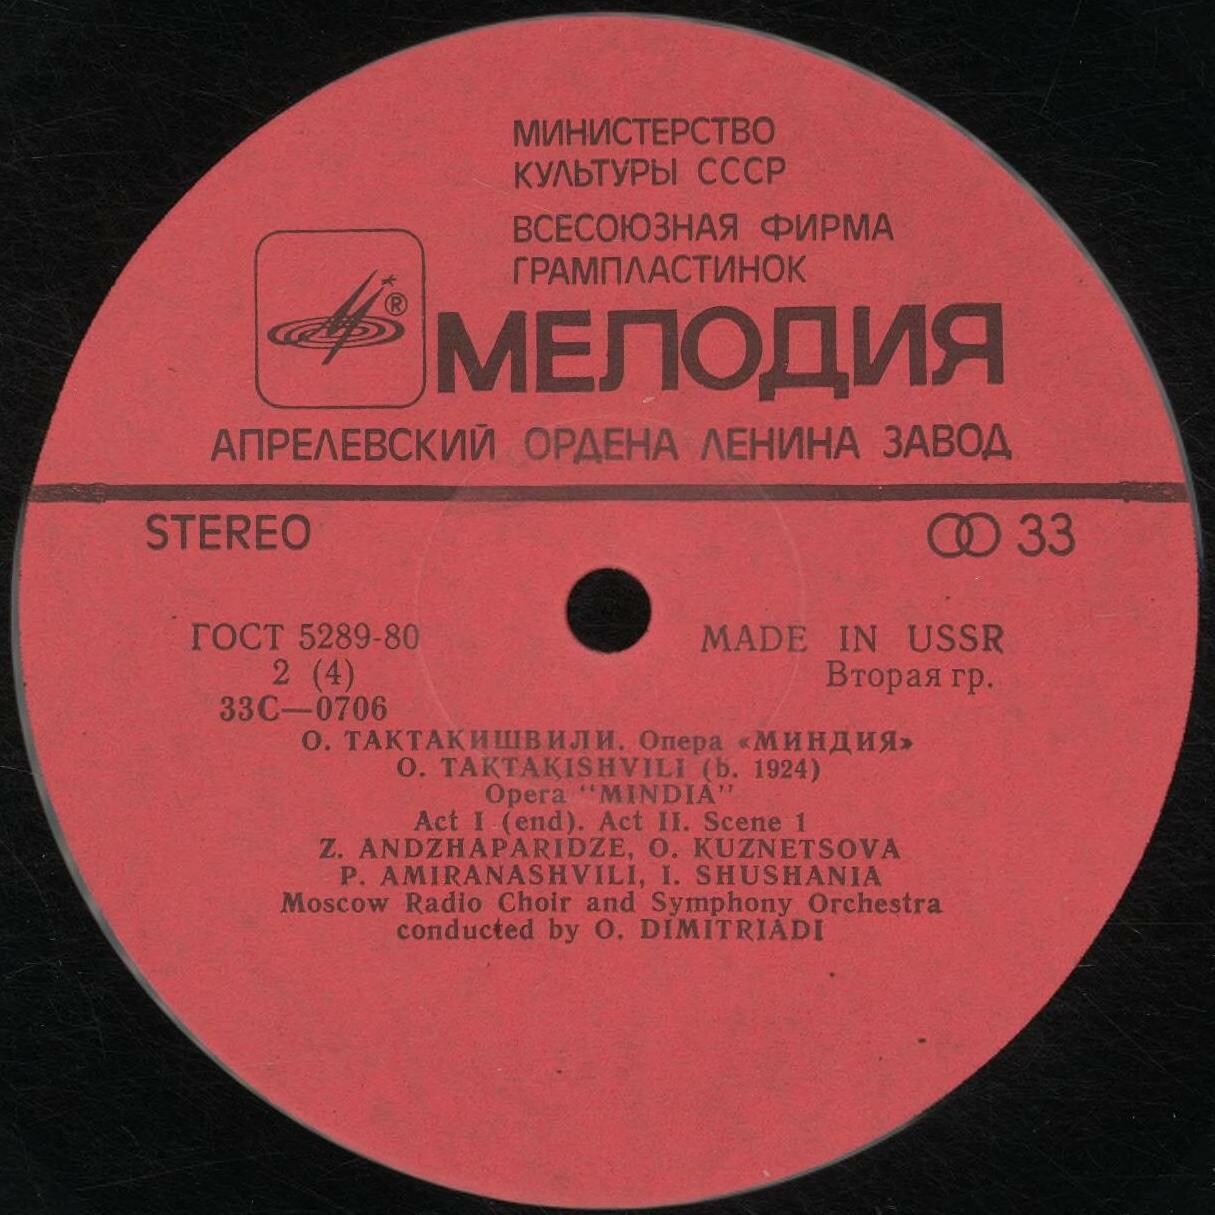 МИНИСТЕРСТВО
КУЛЬТУРЫ СССР
ВСЕСОЮЗНАЯ ФИРМА
ГРАМПЛАСТИНОК
®
МЕЛОДИЯ
АПРЕЛЕВСКИЙ ОРДЕНА ЛЕНИНА ЗАВОД
STEREO
33
ГОСТ 5289-80
MADE IN USSR
2 (4)
Вторая гр.
33С—0706
О. ТАКТАКИШВИЛИ. Опера «МИНДИЯ»
O. TAKTAKISHVILI (b. 1924)
Opera "MINDIA"
Act I (end). Act II. Scene 1
Z. ANDZHAPARIDZE, O. KUZNETSOVA
P. AMIRANASHVILI, I. SHUSHANIA
Moscow Radio Choir and Symphony Orchestra
conducted by O. DIMITRIADI